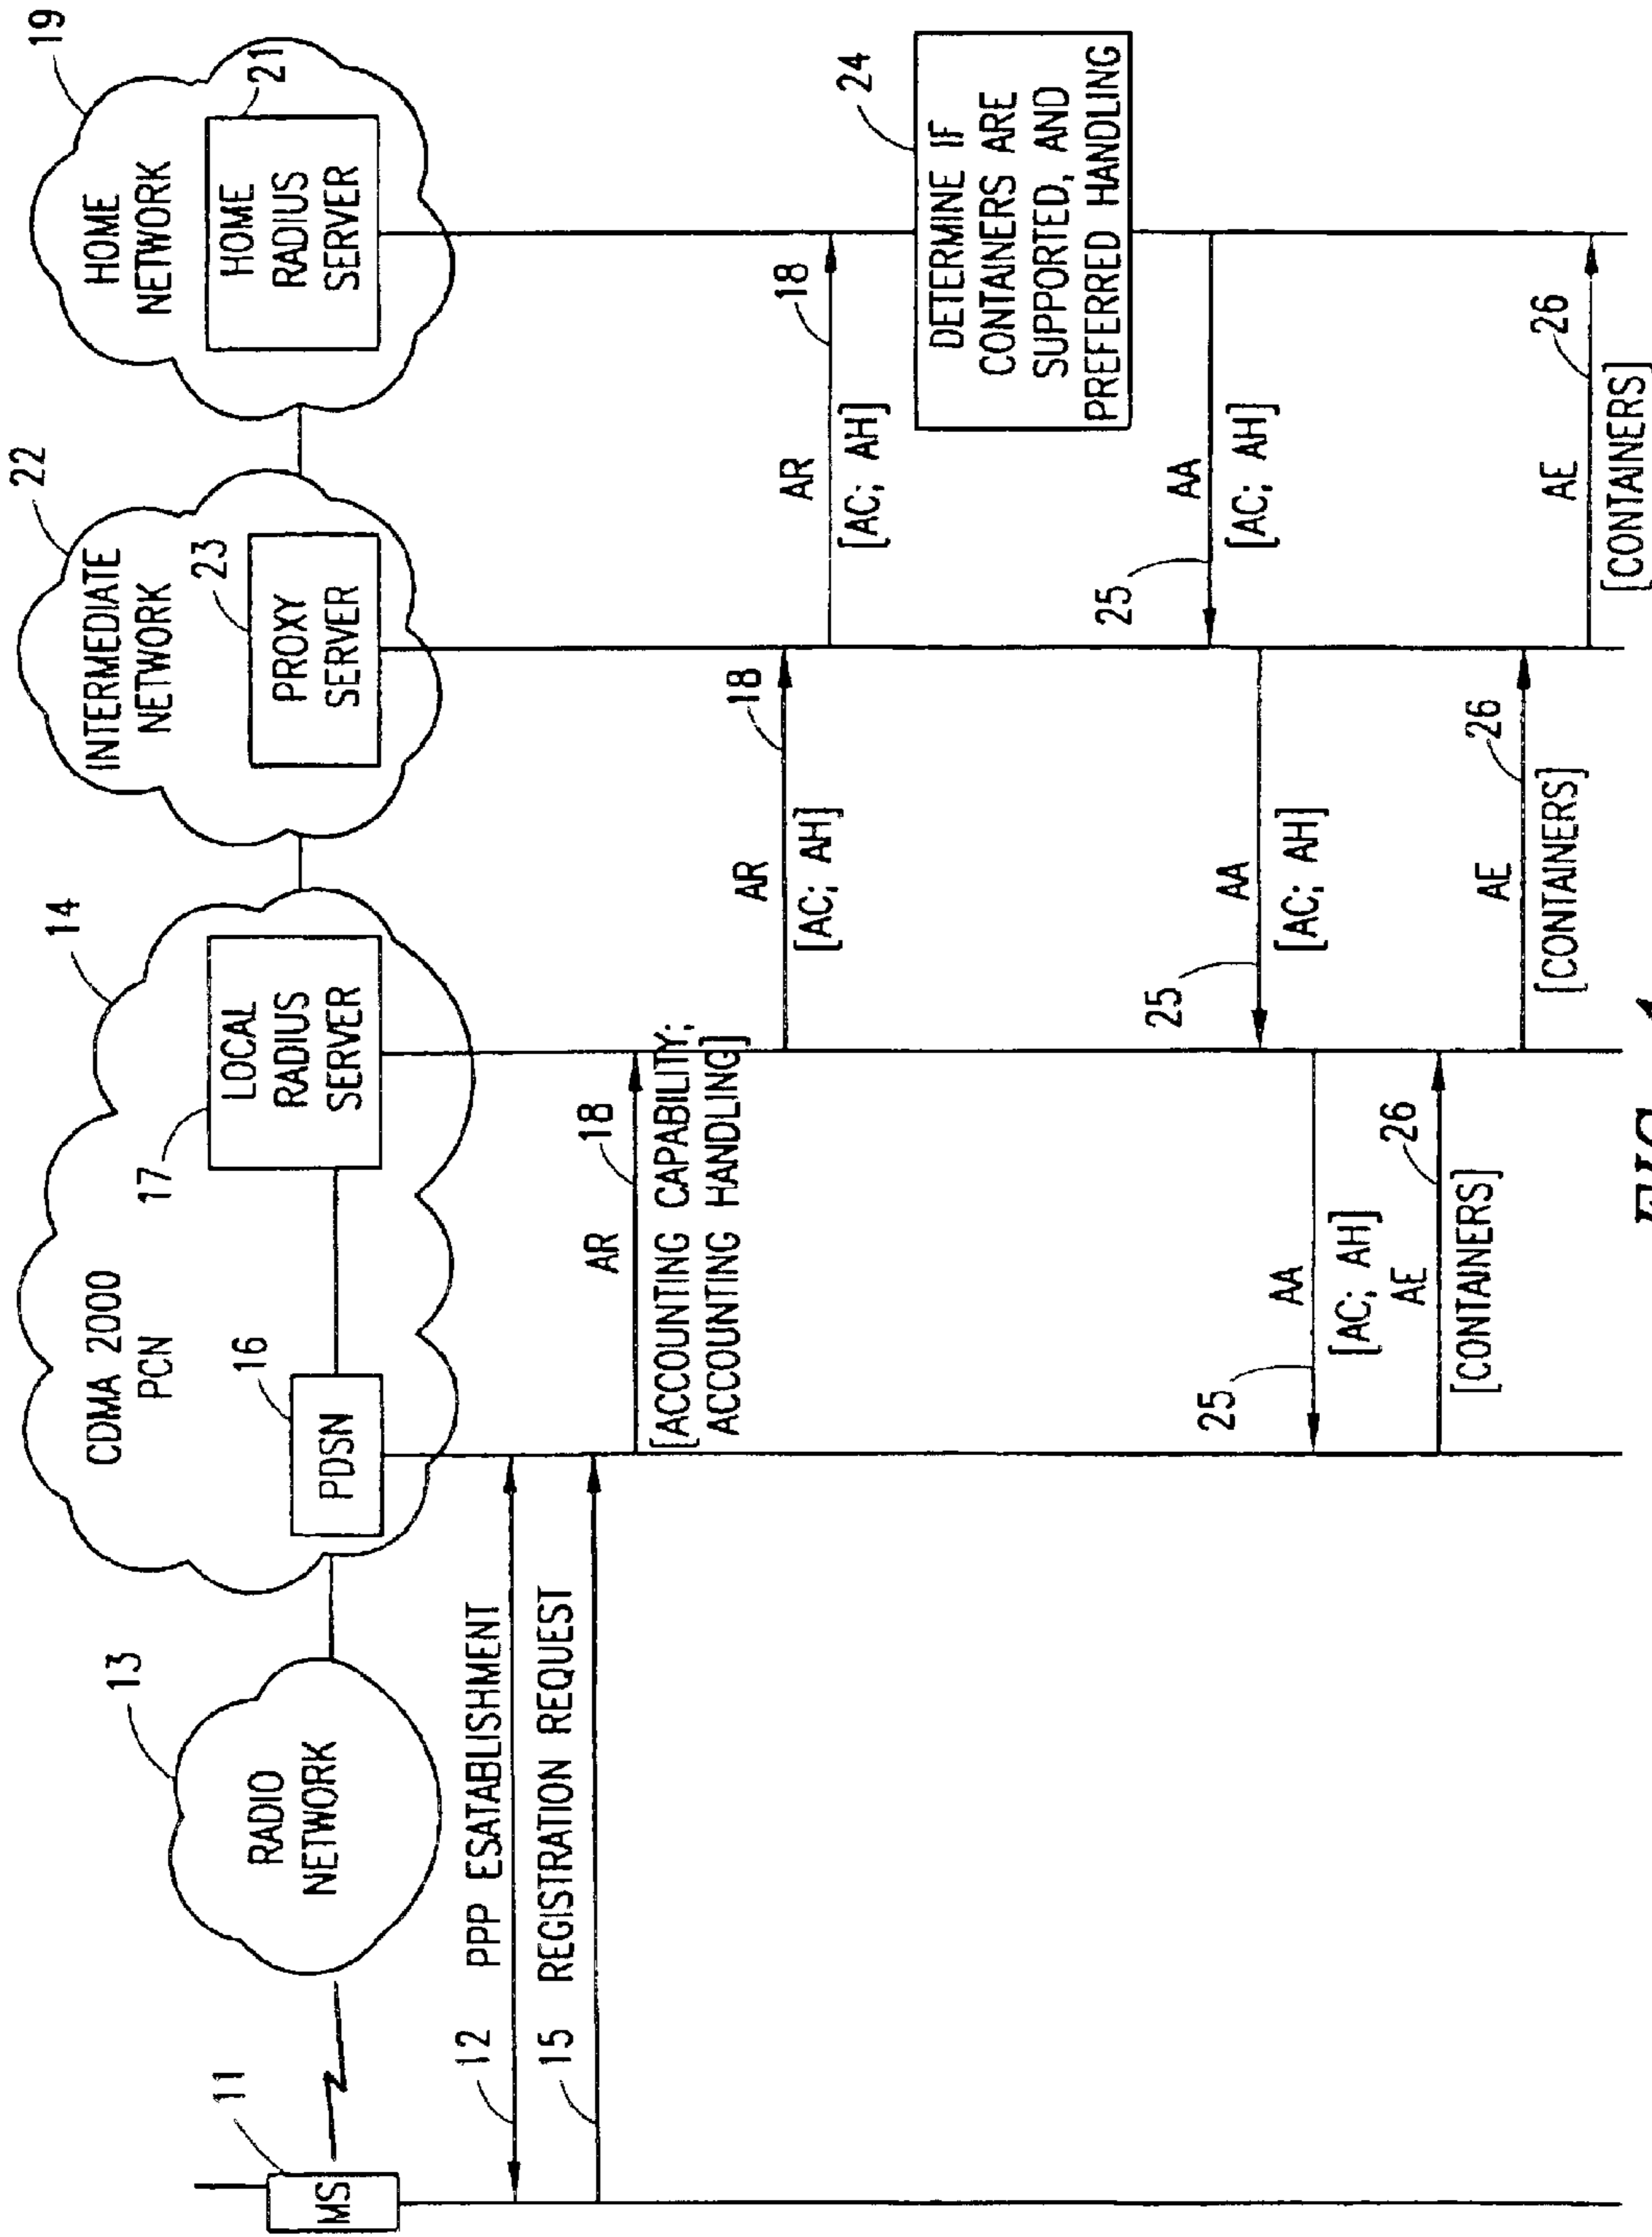 11
MS
13
RADIO
NETWORK
14
CDMA 2000
PCN
16
PDSN
17
LOCAL
RADIUS
SERVER
22
INTERMEDIATE
NETWORK
23
PROXY
SERVER
19
HOME
NETWORK
21
HOME
RADIUS
SERVER
12 PPP ESATABLISHMENT
15 REGISTRATION REQUEST
AR
18
[ACCOUNTING CAPABILITY;
ACCOUNTING HANDLING]
AR
18
[AC; AH]
AR
18
[AC; AH]
24
DETERMINE IF
CONTAINERS ARE
SUPPORTED, AND
PREFERRED HANDLING
25
AA
[AC; AH]
25
AA
[AC; AH]
25
AA
[AC; AH]
AE
26
[CONTAINERS]
AE
26
[CONTAINERS]
AE
26
[CONTAINERS]